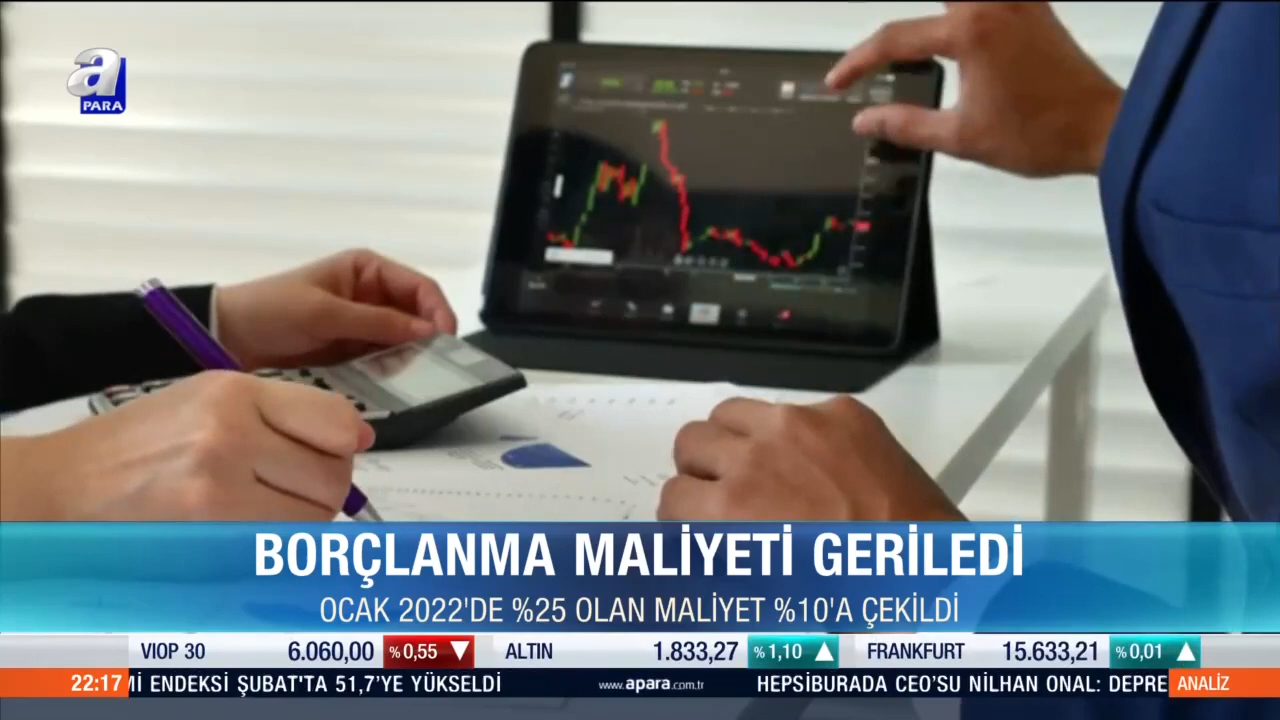 a
PARA
BORÇLANMA MALİYETİ GERİLEDİ
OCAK 2022'DE %25 OLAN MALİYET %10'A ÇEKİLDİ
VIOP 30 6.060,00 %0,55 ALTIN 1.833,27 %1,10 FRANKFURT 15.633,21 %0,01
22:17 Mİ ENDEKSİ ŞUBAT'TA 51,7'YE YÜKSELDİ www.apara.com.tr HEPSİBURADA CEO'SU NİLHAN ONAL: DEPRE ANALİZ